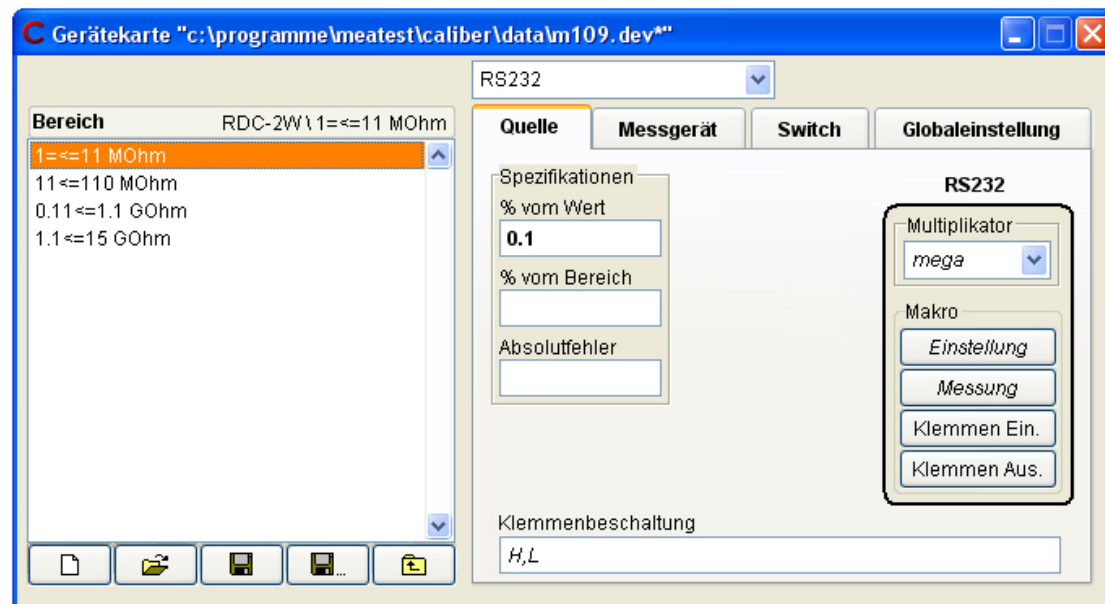 C Gerätekarte "c:\programme\meatest\caliber\data\m109.dev*"
RS232
Bereich RDC-2W\1=<=11 MOhm
1=<=11 MOhm
11<=110 MOhm
0.11<=1.1 GOhm
1.1<=15 GOhm
Quelle Messgerät Switch Globaleinstellung
Spezifikationen
% vom Wert
0.1
% vom Bereich
Absolutfehler
RS232
Multiplikator
mega
Makro
Einstellung
Messung
Klemmen Ein.
Klemmen Aus.
Klemmenbeschaltung
H,L
...